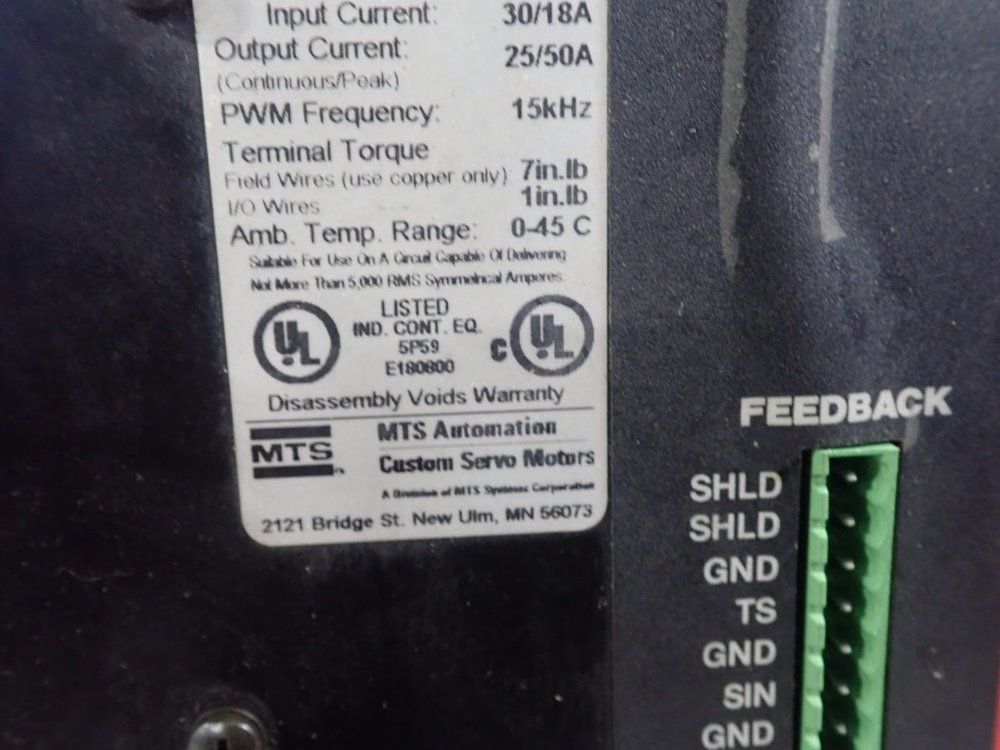 Input Current: 30/18A
Output Current: 25/50A
(Continuous/Peak)
PWM Frequency: 15kHz
Terminal Torque
Field Wires (use copper only) 7in.lb
I/O Wires 1in.lb
Amb. Temp. Range: 0-45 C
Suitable For Use On A Circuit Capable Of Delivering
Not More Than 5,000 RMS Symmetrical Amperes
UL
LISTED
IND. CONT. EQ.
5P59
E180800
C UL
Disassembly Voids Warranty
MTS
MTS Automation
Custom Servo Motors
A Division of MTS Systems Corporation
2121 Bridge St. New Ulm, MN 56073
FEEDBACK
SHLD
SHLD
GND
TS
GND
SIN
GND